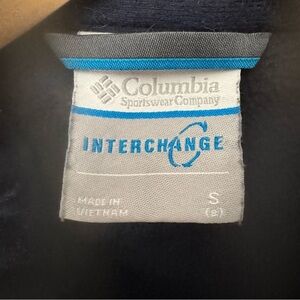 Columbia
Sportswear Company
INTERCHANGE
MADE IN
VIETNAM
S
(s)